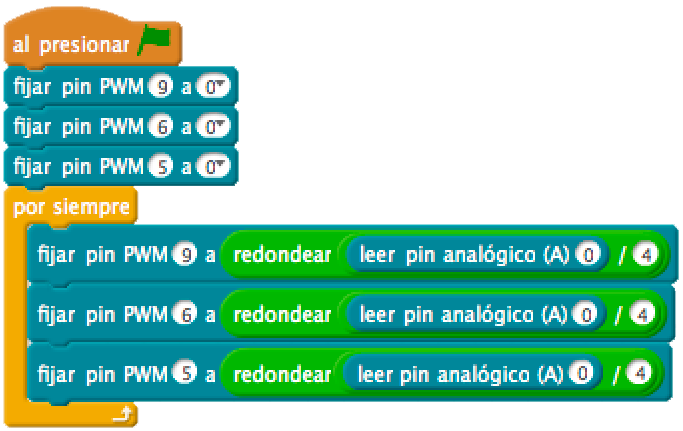 al presionar
fijar pin PWM 9 a 0
fijar pin PWM 6 a 0
fijar pin PWM 5 a 0
por siempre
fijar pin PWM 9 a redondear leer pin analógico (A) 0 / 4
fijar pin PWM 6 a redondear leer pin analógico (A) 0 / 4
fijar pin PWM 5 a redondear leer pin analógico (A) 0 / 4